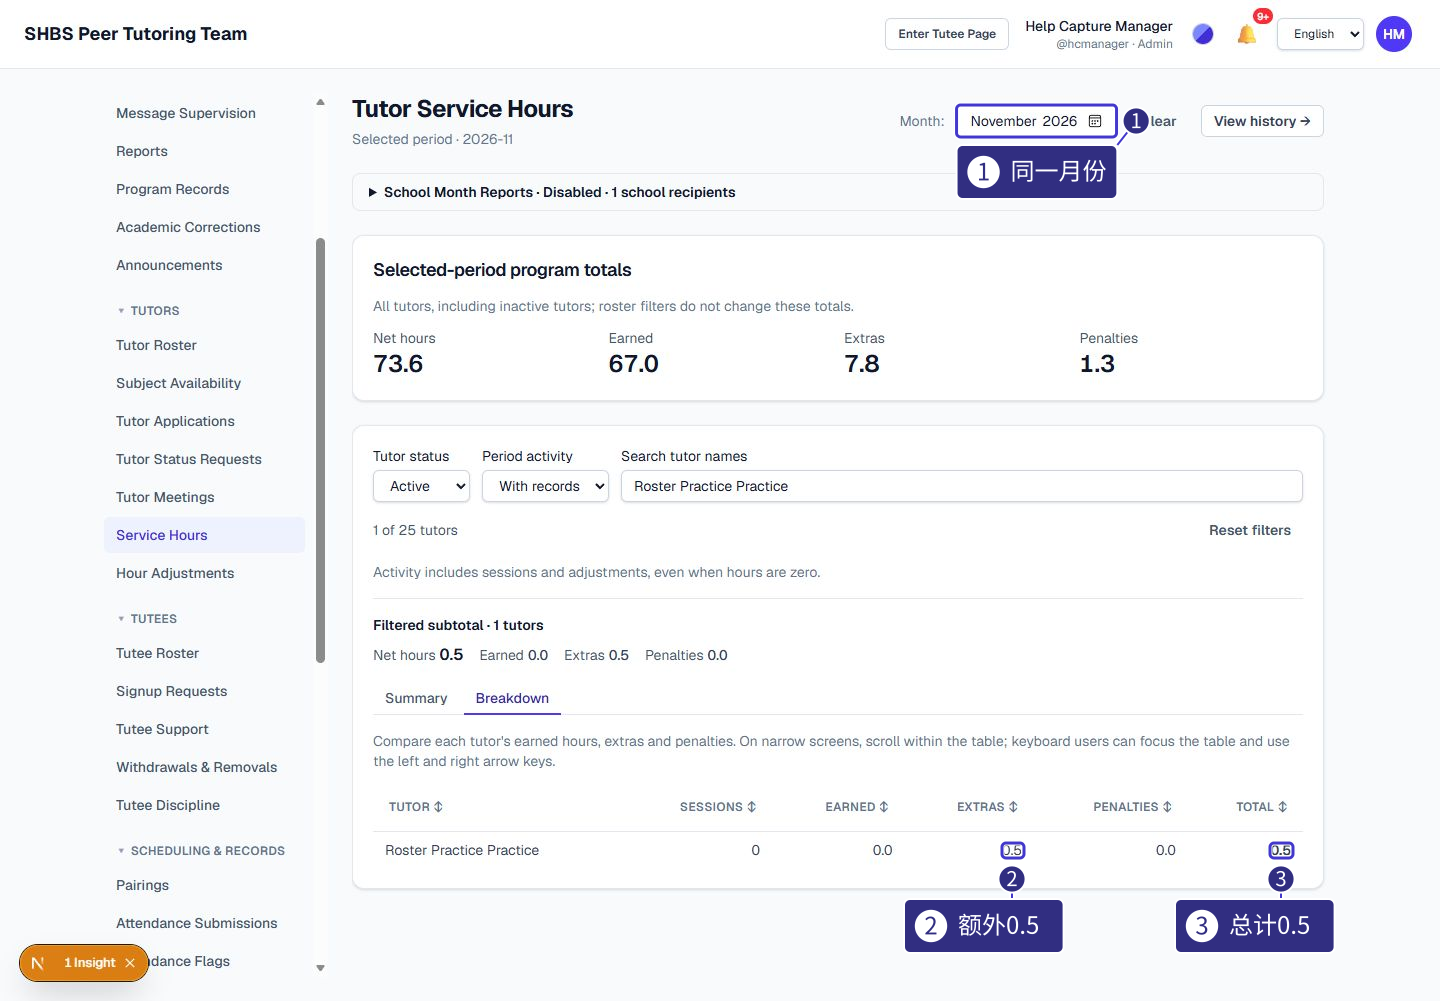 SHBS Peer Tutoring Team
Enter Tutee Page
Help Capture Manager
@hcmanager · Admin
9+
English
HM
Message Supervision
Reports
Program Records
Academic Corrections
Announcements
TUTORS
Tutor Roster
Subject Availability
Tutor Applications
Tutor Status Requests
Tutor Meetings
Service Hours
Hour Adjustments
TUTEES
Tutee Roster
Signup Requests
Tutee Support
Withdrawals & Removals
Tutee Discipline
SCHEDULING & RECORDS
Pairings
Attendance Submissions
dance Flags
1 Insight
Tutor Service Hours
Selected period · 2026-11
Month:
November 2026
1
lear
View history →
1 同一月份
School Month Reports · Disabled · 1 school recipients
Selected-period program totals
All tutors, including inactive tutors; roster filters do not change these totals.
Net hours Earned Extras Penalties
73.6 67.0 7.8 1.3
Tutor status Period activity Search tutor names
Active With records Roster Practice Practice
1 of 25 tutors Reset filters
Activity includes sessions and adjustments, even when hours are zero.
Filtered subtotal · 1 tutors
Net hours 0.5 Earned 0.0 Extras 0.5 Penalties 0.0
Summary Breakdown
Compare each tutor's earned hours, extras and penalties. On narrow screens, scroll within the table; keyboard users can focus the table and use
the left and right arrow keys.
TUTOR SESSIONS EARNED EXTRAS PENALTIES TOTAL
Roster Practice Practice 0 0.0 0.5 0.0 0.5
2 3
2 额外0.5 3 总计0.5